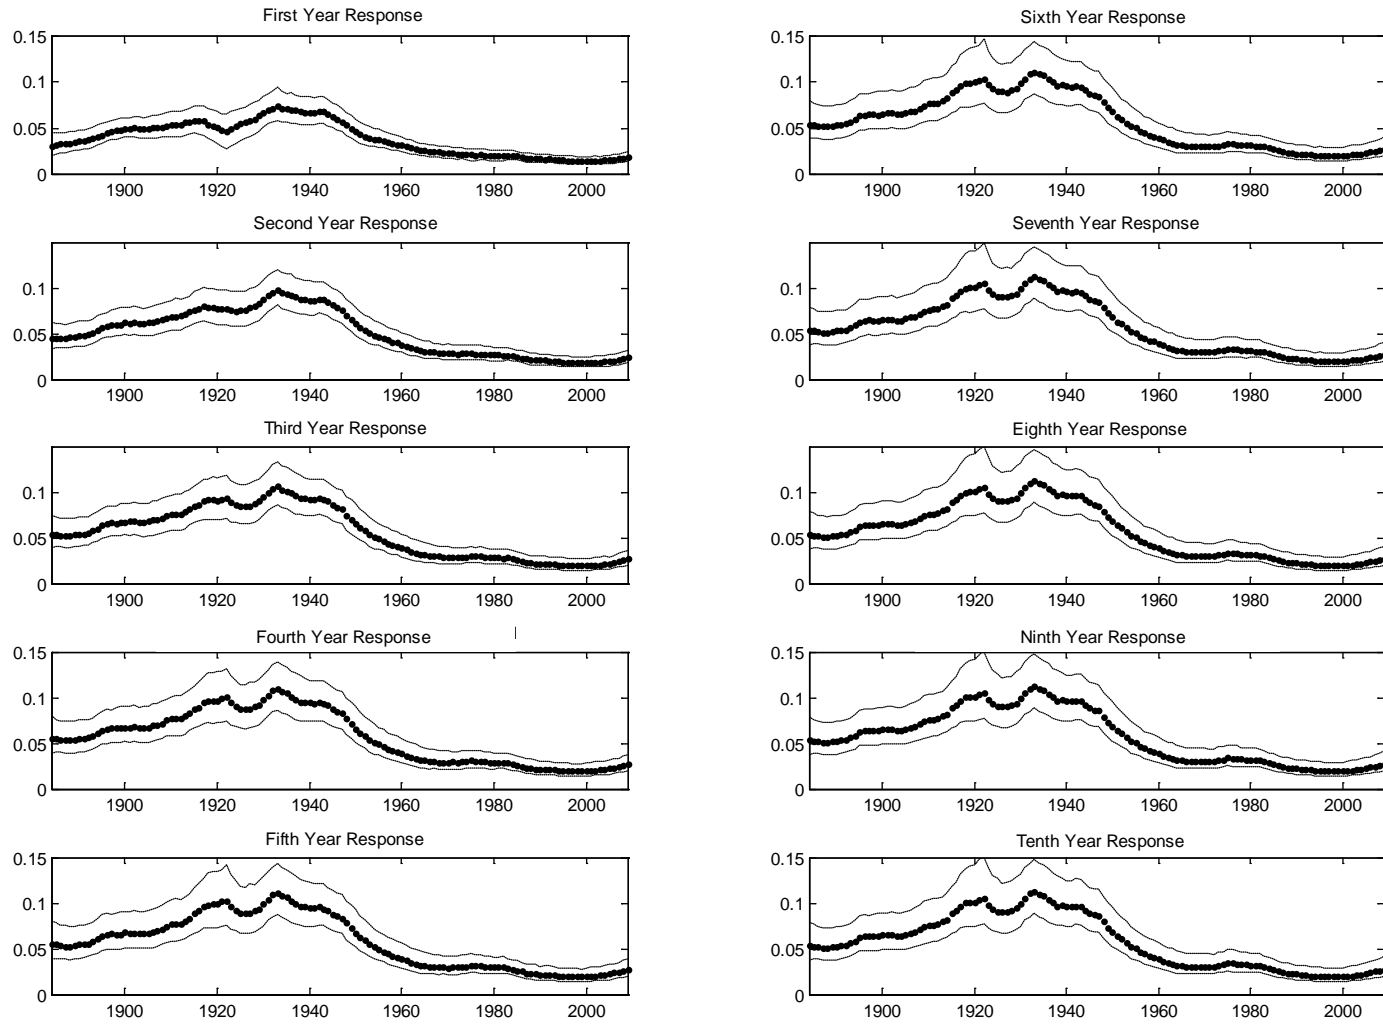 First Year Response
0.15
0.1
0.05
0
1900 1920 1940 1960 1980 2000
Second Year Response
0.1
0.05
0
1900 1920 1940 1960 1980 2000
Third Year Response
0.1
0.05
0
1900 1920 1940 1960 1980 2000
Fourth Year Response
0.15
0.1
0.05
0
1900 1920 1940 1960 1980 2000
Fifth Year Response
0.15
0.1
0.05
0
1900 1920 1940 1960 1980 2000
Sixth Year Response
0.15
0.1
0.05
0
1900 1920 1940 1960 1980 2000
Seventh Year Response
0.1
0.05
0
1900 1920 1940 1960 1980 2000
Eighth Year Response
0.1
0.05
0
1900 1920 1940 1960 1980 2000
Ninth Year Response
0.15
0.1
0.05
0
1900 1920 1940 1960 1980 2000
Tenth Year Response
0.15
0.1
0.05
0
1900 1920 1940 1960 1980 2000